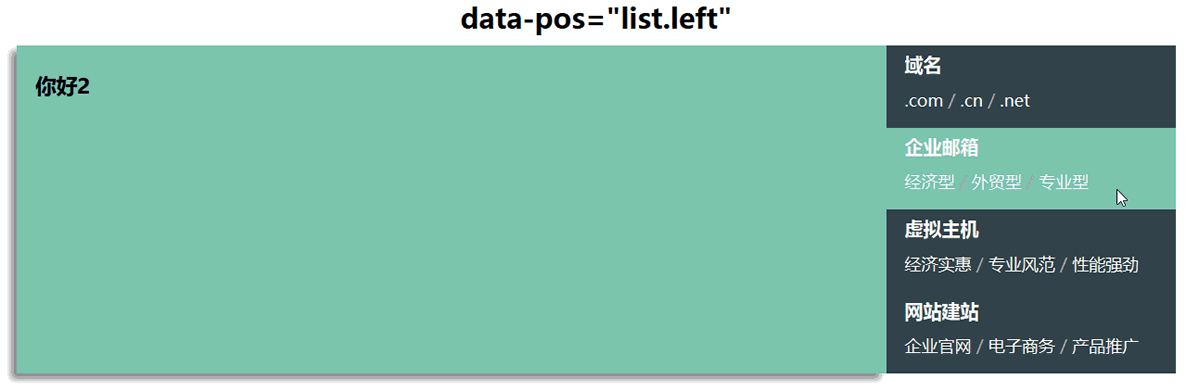 data-pos="list.left"
你好2
域名
.com / .cn / .net
企业邮箱
经济型 / 外贸型 / 专业型
虚拟主机
经济实惠 / 专业风范 / 性能强劲
网站建站
企业官网 / 电子商务 / 产品推广